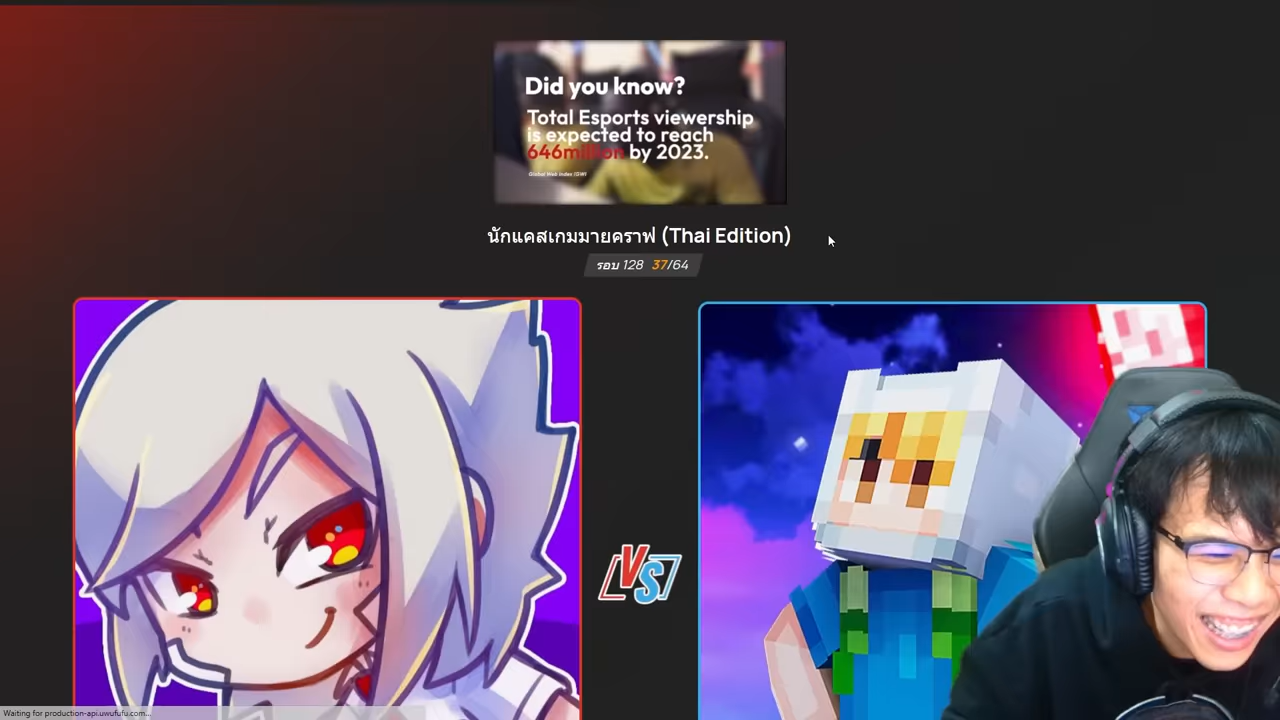 Did you know?
Total Esports viewership
is expected to reach
646million by 2023.
Global Web Index (GWI)
นักแคสเกมมายคราฟ (Thai Edition)
รอบ 128 37/64
VS
Waiting for production-api.uwufufu.com...